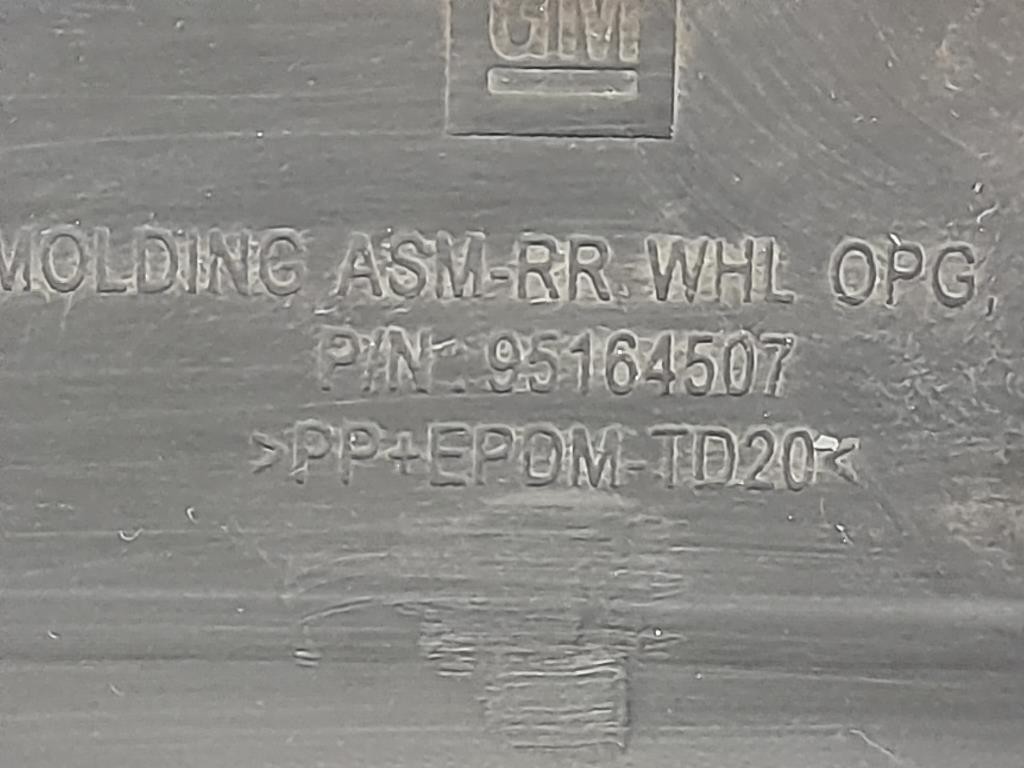 GM
MOLDING ASM-RR WHL OPG,
P/N : 95164507
>PP+EPDM-TD20<